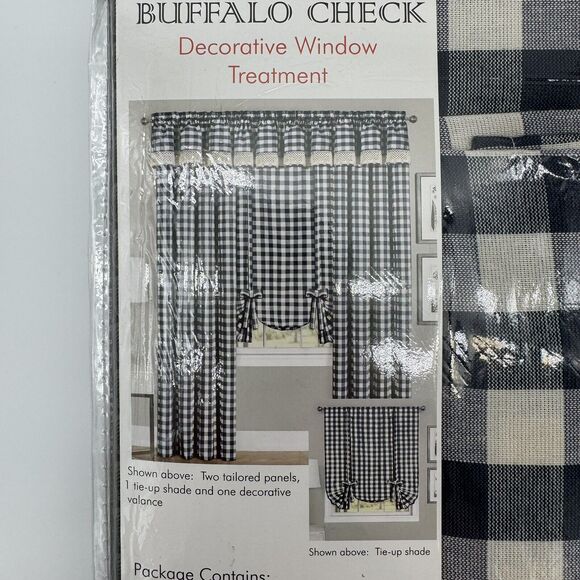 BUFFALO CHECK
Decorative Window
Treatment
Shown above: Two tailored panels,
1 tie-up shade and one decorative
valance
Shown above: Tie-up shade
Package Contains: